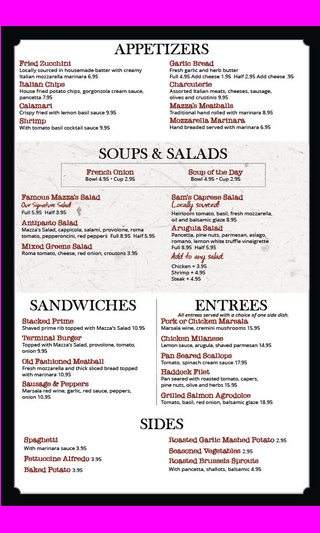 APPETIZERS
Fried Zucchini
Locally sourced in housemade batter with creamy
Italian mozzarella marinara 6.95
Italian Chips
House fried potato chips, gorgonzola cream sauce,
pancetta 7.95
Calamari
Crispy fried with lemon basil sauce 9.95
Shrimp
With tomato basil cocktail sauce 9.95
Garlic Bread
Fresh garlic and herb butter
Full 4.95 Add cheese 1.95 Half 2.95 Add cheese .95
Charcuterie
Assorted Italian meats, cheeses, sausage,
olives and crustinis 9.95
Mazza's Meatballs
Traditional hand rolled with marinara 8.95
Mozzarella Marinara
Hand breaded served with marinara 6.95
SOUPS & SALADS
French Onion
Bowl 4.95 • Cup 2.95
Soup of the Day
Bowl 4.95 • Cup 2.95
Famous Mazza's Salad
Our Signature Salad
Full 5.95 Half 3.95
Antipasto Salad
Mazza's Salad, cappicola, salami, provolone, roma
tomato, pepperoncini, red peppers Full 8.95 Half 5.95
Mixed Greens Salad
Roma tomato, cheese, red onion, croutons 3.95
Sam's Caprese Salad
Locally sourced!
Heirloom tomato, basil, fresh mozzarella,
oil and balsamic glaze 8.95
Arugula Salad
Pancetta, pine nuts, parmesan, asiego,
romano, lemon white truffle vinaigrette
Full 8.95 Half 5.95
Add to any salad
Chicken + 3.95
Shrimp + 4.95
Steak + 4.95
SANDWICHES
Stacked Prime
Shaved prime rib topped with Mazza's Salad 10.95
Terminal Burger
Topped with Mazza's Salad, provolone, tomato,
onion 9.95
Old Fashioned Meatball
Fresh mozzarella and thick sliced bread topped
with marinara 10.95
Sausage & Peppers
Marsala red wine, garlic, red sauce, peppers,
onion 10.95
ENTREES
All entrees served with a choice of one side dish.
Pork or Chicken Marsala
Marsala wine, cremini mushrooms 15.95
Chicken Milanese
Lemon sauce, arugula, shaved parmesan 14.95
Pan Seared Scallops
Tomato, spinach cream sauce 17.95
Haddock Filet
Pan seared with roasted tomato, capers,
pine nuts, olive and herbs 15.95
Grilled Salmon Agrodolce
Tomato, basil, red onion, balsamic glaze 18.95
SIDES
Spaghetti
With marinara sauce 3.95
Fettuccine Alfredo 3.95
Baked Potato 3.95
Roasted Garlic Mashed Potato 2.95
Seasoned Vegetables 2.95
Roasted Brussels Sprouts
With pancetta, shallots, balsamic 4.95